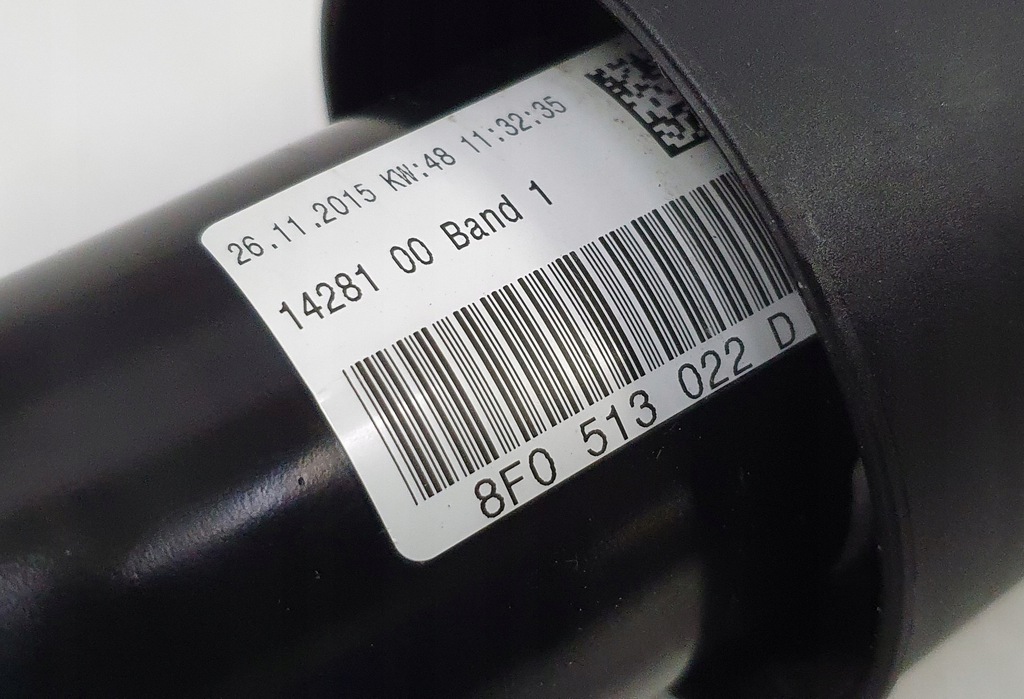 26.11.2015 KW:48 11:32:35
14281 00 Band 1
8F0 513 022 D